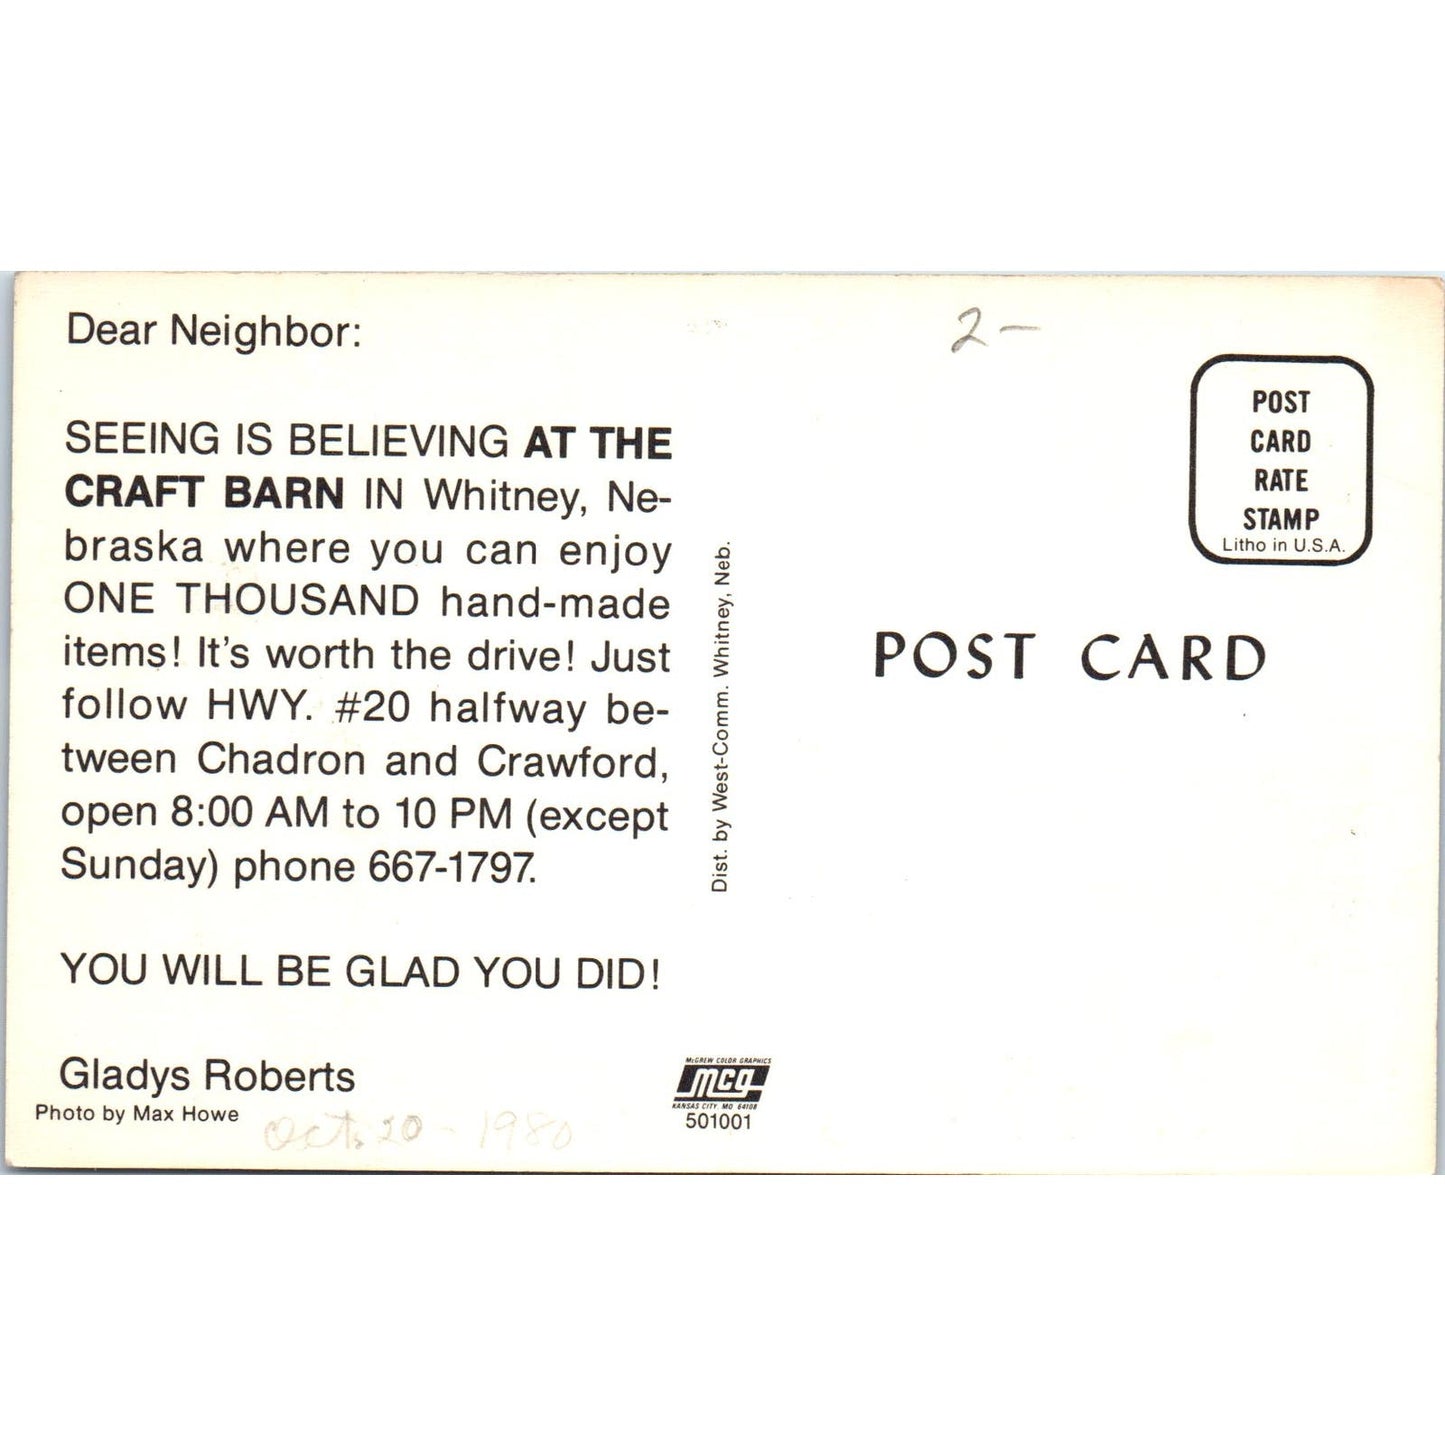 Dear Neighbor:
SEEING IS BELIEVING AT THE
CRAFT BARN IN Whitney, Ne-
braska where you can enjoy
ONE THOUSAND hand-made
items! It's worth the drive! Just
follow HWY. #20 halfway be-
tween Chadron and Crawford,
open 8:00 AM to 10 PM (except
Sunday) phone 667-1797.
YOU WILL BE GLAD YOU DID!
Gladys Roberts
Photo by Max Howe
Oct. 20 - 1980
Dist. by West-Comm. Whitney, Neb.
McGREW COLOR GRAPHICS
mcg
KANSAS CITY, MO 64108
501001
2-
POST
CARD
RATE
STAMP
Litho in U.S.A.
POST CARD